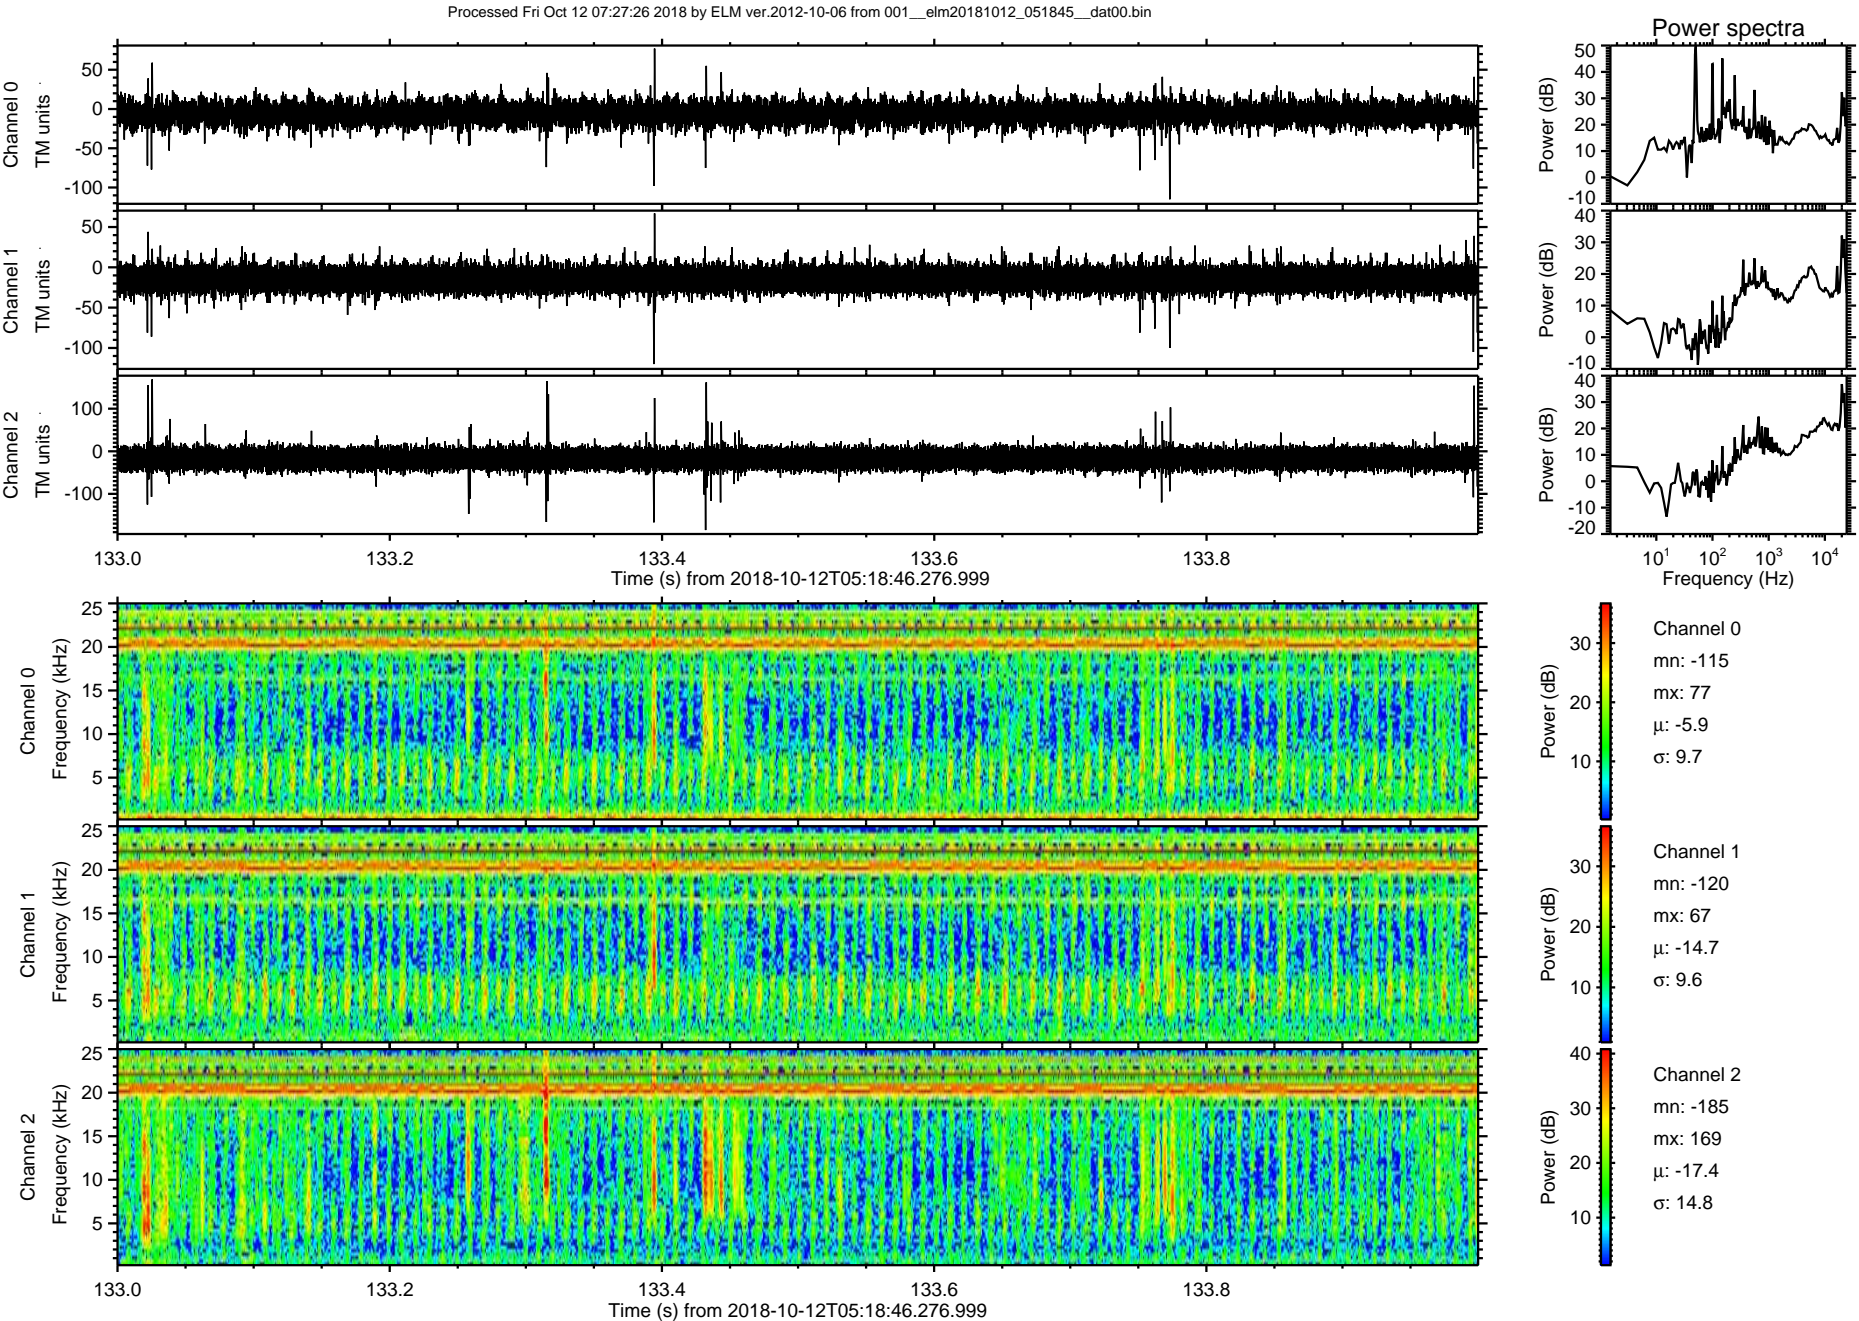 Processed Fri Oct 12 07:27:26 2018 by ELM ver.2012-10-06 from 001__elm20181012_051845__dat00.bin
Power spectra
Channel 0
TM units
50
0
-50
-100
Power (dB)
50
40
30
20
10
0
-10
Channel 1
TM units
50
0
-50
-100
Power (dB)
40
30
20
10
0
-10
Channel 2
TM units
100
0
-100
Power (dB)
40
30
20
10
0
-10
-20
133.0 133.2 133.4 133.6 133.8
Time (s) from 2018-10-12T05:18:46.276.999
10¹ 10² 10³ 10⁴
Frequency (Hz)
Channel 0
Frequency (kHz)
25
20
15
10
5
Power (dB)
30
20
10
Channel 0
mn: -115
mx: 77
µ: -5.9
σ: 9.7
Channel 1
Frequency (kHz)
25
20
15
10
5
Power (dB)
30
20
10
Channel 1
mn: -120
mx: 67
µ: -14.7
σ: 9.6
Channel 2
Frequency (kHz)
25
20
15
10
5
Power (dB)
40
30
20
10
Channel 2
mn: -185
mx: 169
µ: -17.4
σ: 14.8
133.0 133.2 133.4 133.6 133.8
Time (s) from 2018-10-12T05:18:46.276.999